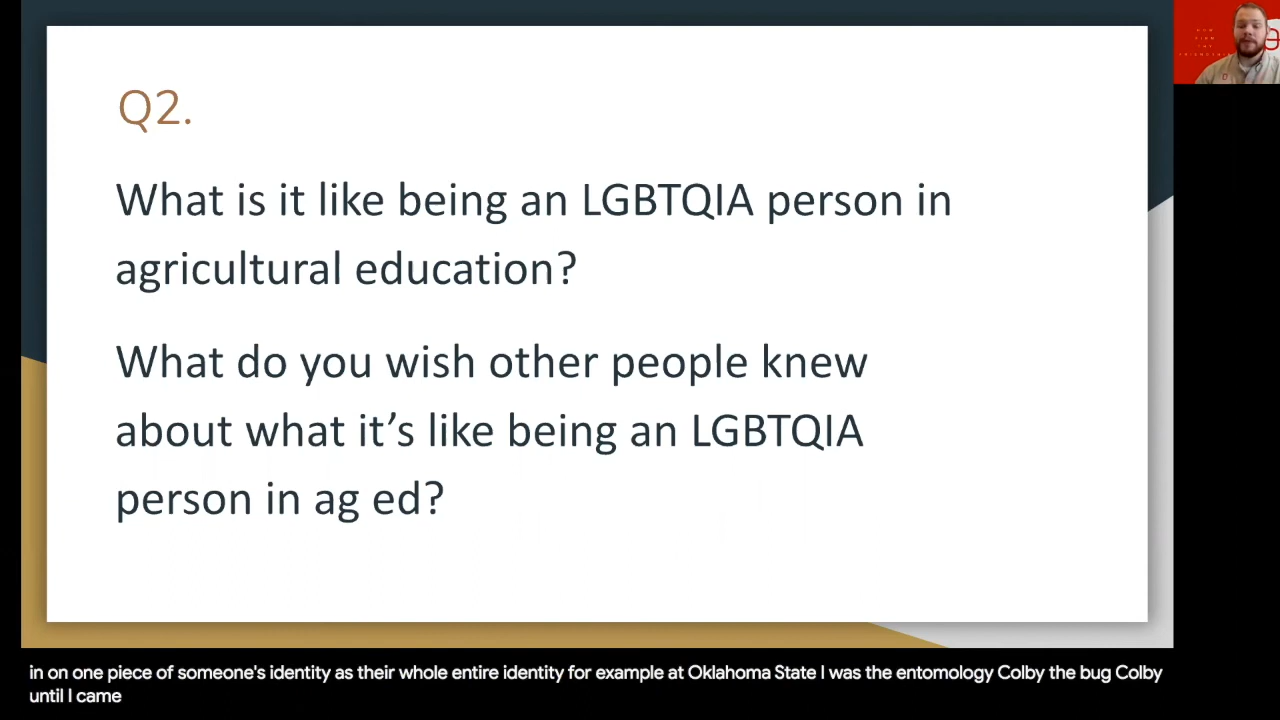 Q2.
What is it like being an LGBTQIA person in
agricultural education?
What do you wish other people knew
about what it's like being an LGBTQIA
person in ag ed?
in on one piece of someone's identity as their whole entire identity for example at Oklahoma State I was the entomology Colby the bug Colby
until I came